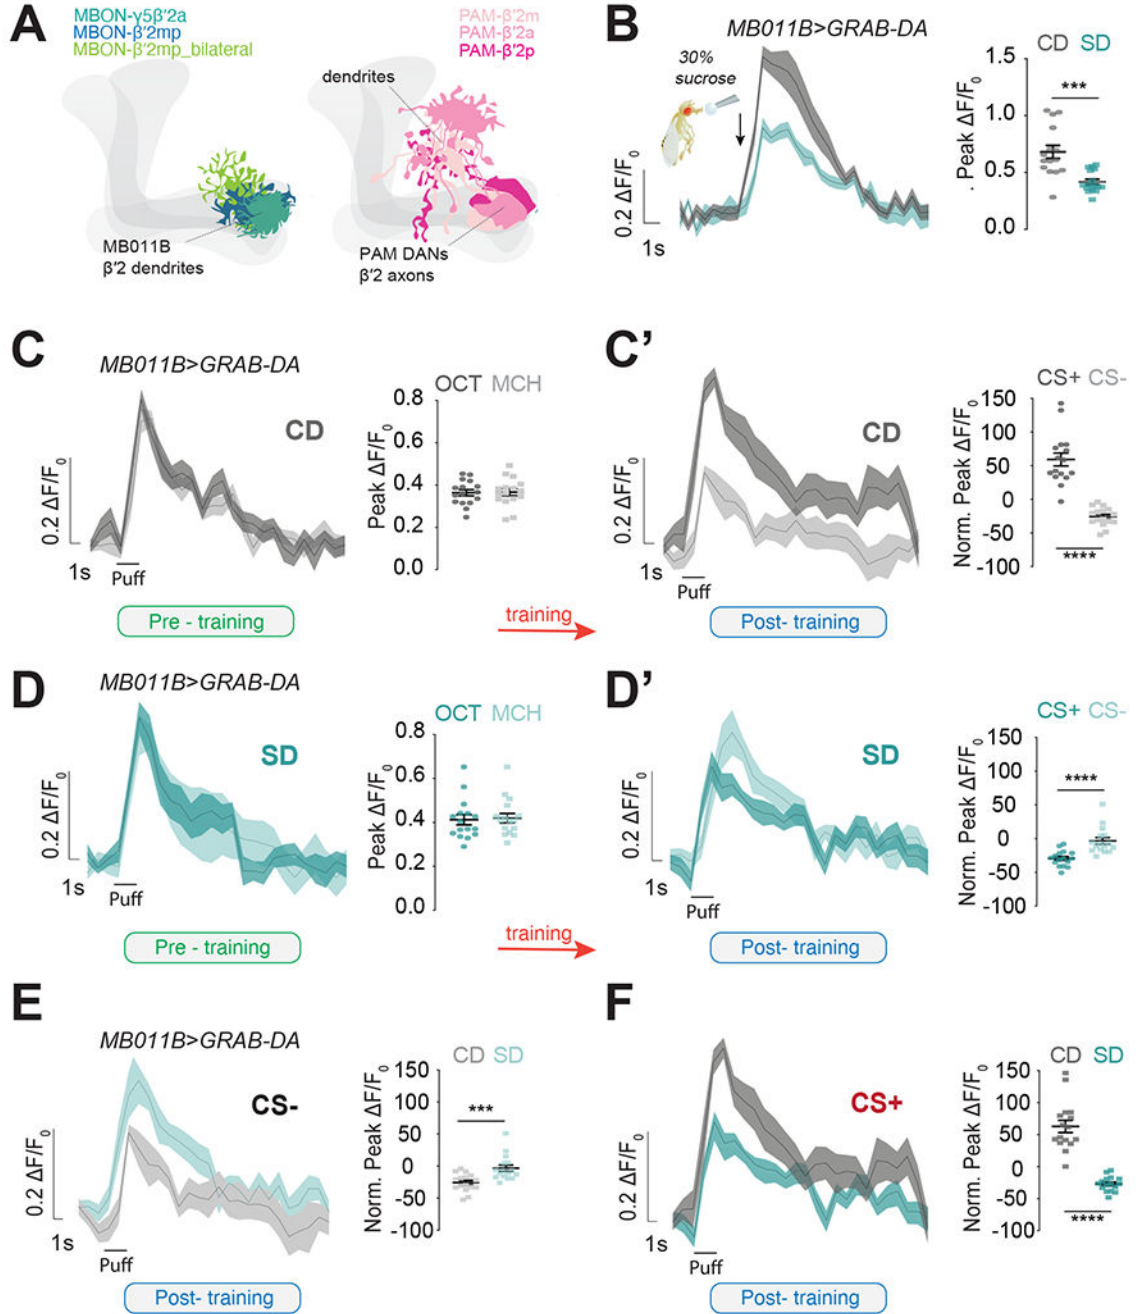 A
MBON-γ5β'2a
MBON-β'2mp
MBON-β'2mp_bilateral
PAM-β'2m
PAM-β'2a
PAM-β'2p
dendrites
MB011B
β'2 dendrites
PAM DANs
β'2 axons
B
MB011B>GRAB-DA
30%
sucrose
0.2 ΔF/F0
1s
CD SD
. Peak ΔF/F0
1.5
1.0
0.5
0.0
***
C
MB011B>GRAB-DA
CD
0.2 ΔF/F0
1s
Puff
OCT MCH
Peak ΔF/F0
0.8
0.6
0.4
0.2
0.0
Pre - training
training
C'
CD
0.2 ΔF/F0
1s
Puff
CS+ CS-
Norm. Peak ΔF/F0
150
100
50
0
-50
-100
****
Post- training
D
MB011B>GRAB-DA
SD
0.2 ΔF/F0
1s
Puff
OCT MCH
Peak ΔF/F0
0.8
0.6
0.4
0.2
0.0
Pre - training
training
D'
SD
0.2 ΔF/F0
1s
Puff
CS+ CS-
Norm. Peak ΔF/F0
150
100
50
0
-50
-100
****
Post- training
E
MB011B>GRAB-DA
CS-
0.2 ΔF/F0
1s
Puff
CD SD
Norm. Peak ΔF/F0
150
100
50
0
-50
-100
***
Post- training
F
CS+
0.2 ΔF/F0
1s
Puff
CD SD
Norm. Peak ΔF/F0
150
100
50
0
-50
-100
****
Post- training